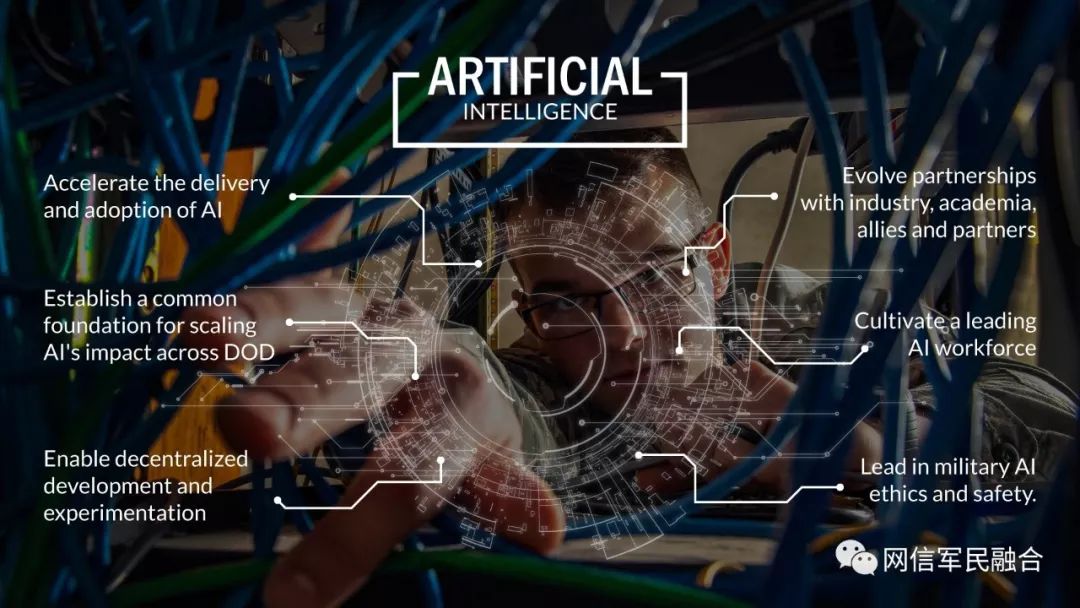 ARTIFICIAL
INTELLIGENCE
Accelerate the delivery
and adoption of AI
Establish a common
foundation for scaling
AI's impact across DOD
Enable decentralized
development and
experimentation
Evolve partnerships
with industry, academia,
allies and partners
Cultivate a leading
AI workforce
Lead in military AI
ethics and safety.
网信军民融合